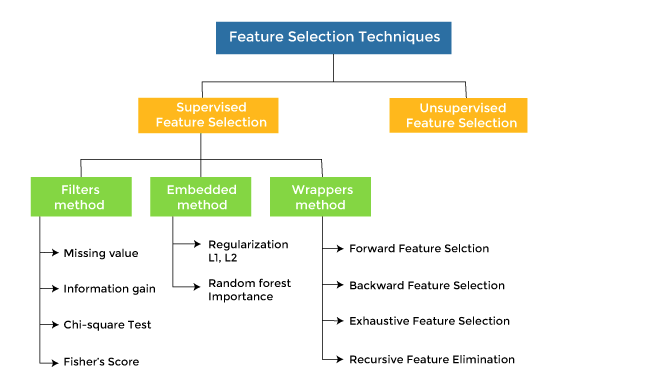 Feature Selection Techniques
Supervised
Feature Selection
Unsupervised
Feature Selection
Filters
method
Embedded
method
Wrappers
method
Missing value
Information gain
Chi-square Test
Fisher's Score
Regularization
L1, L2
Random forest
Importance
Forward Feature Selction
Backward Feature Selection
Exhaustive Feature Selection
Recursive Feature Elimination